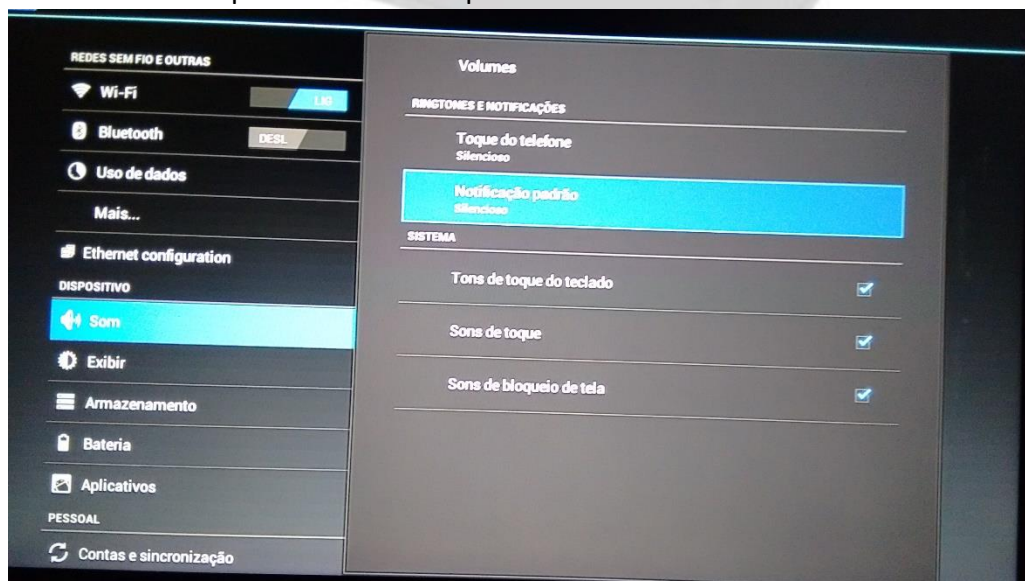 REDES SEM FIO E OUTRAS
Wi-Fi
LIG
Bluetooth
DESL
Uso de dados
Mais...
Ethernet configuration
DISPOSITIVO
Som
Exibir
Armazenamento
Bateria
Aplicativos
PESSOAL
Contas e sincronização
Volumes
RINGTONES E NOTIFICAÇÕES
Toque do telefone
Silencioso
Notificação padrão
Silencioso
SISTEMA
Tons de toque do teclado
Sons de toque
Sons de bloqueio de tela